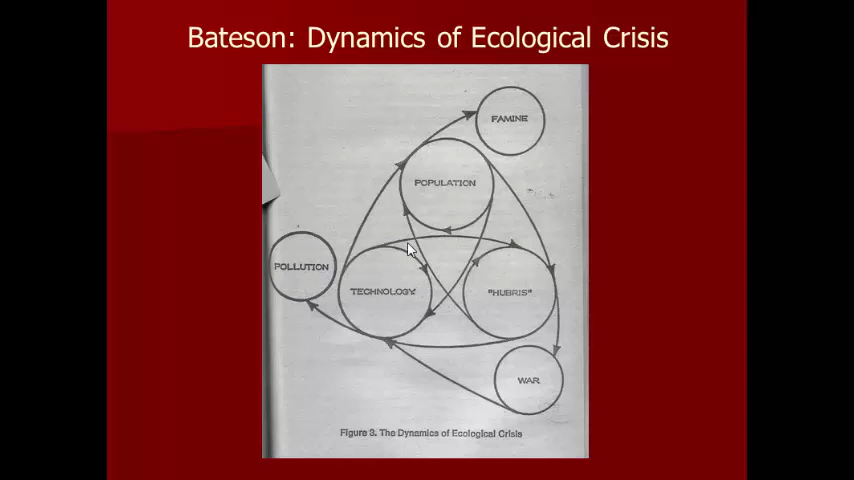 Bateson: Dynamics of Ecological Crisis
FAMINE
POPULATION
POLLUTION
TECHNOLOGY
"HUBRIS"
WAR
Figure 3. The Dynamics of Ecological Crisis